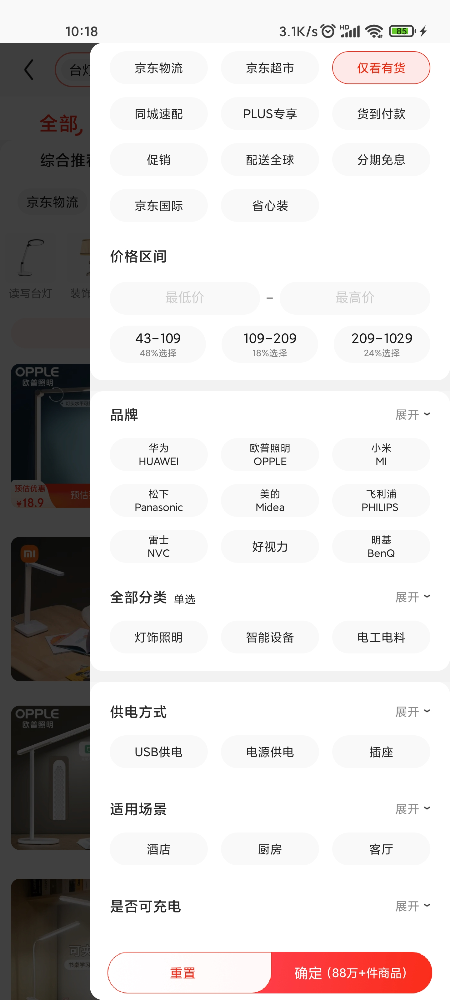 10:18
3.1K/s
HD
85
台灯
全部
综合推荐
京东物流
读写台灯
装饰
OPPLE
欧普照明
灯头水平可
预估优惠
¥18.9
预估
mi
OPPLE
欧普照明
可夹
书桌学习
京东物流
京东超市
仅看有货
同城速配
PLUS专享
货到付款
促销
配送全球
分期免息
京东国际
省心装
价格区间
最低价
-
最高价
43-109
48%选择
109-209
18%选择
209-1029
24%选择
品牌
展开
华为
HUAWEI
欧普照明
OPPLE
小米
MI
松下
Panasonic
美的
Midea
飞利浦
PHILIPS
雷士
NVC
好视力
明基
BenQ
全部分类 单选
展开
灯饰照明
智能设备
电工电料
供电方式
展开
USB供电
电源供电
插座
适用场景
展开
酒店
厨房
客厅
是否可充电
展开
重置
确定(88万+件商品)